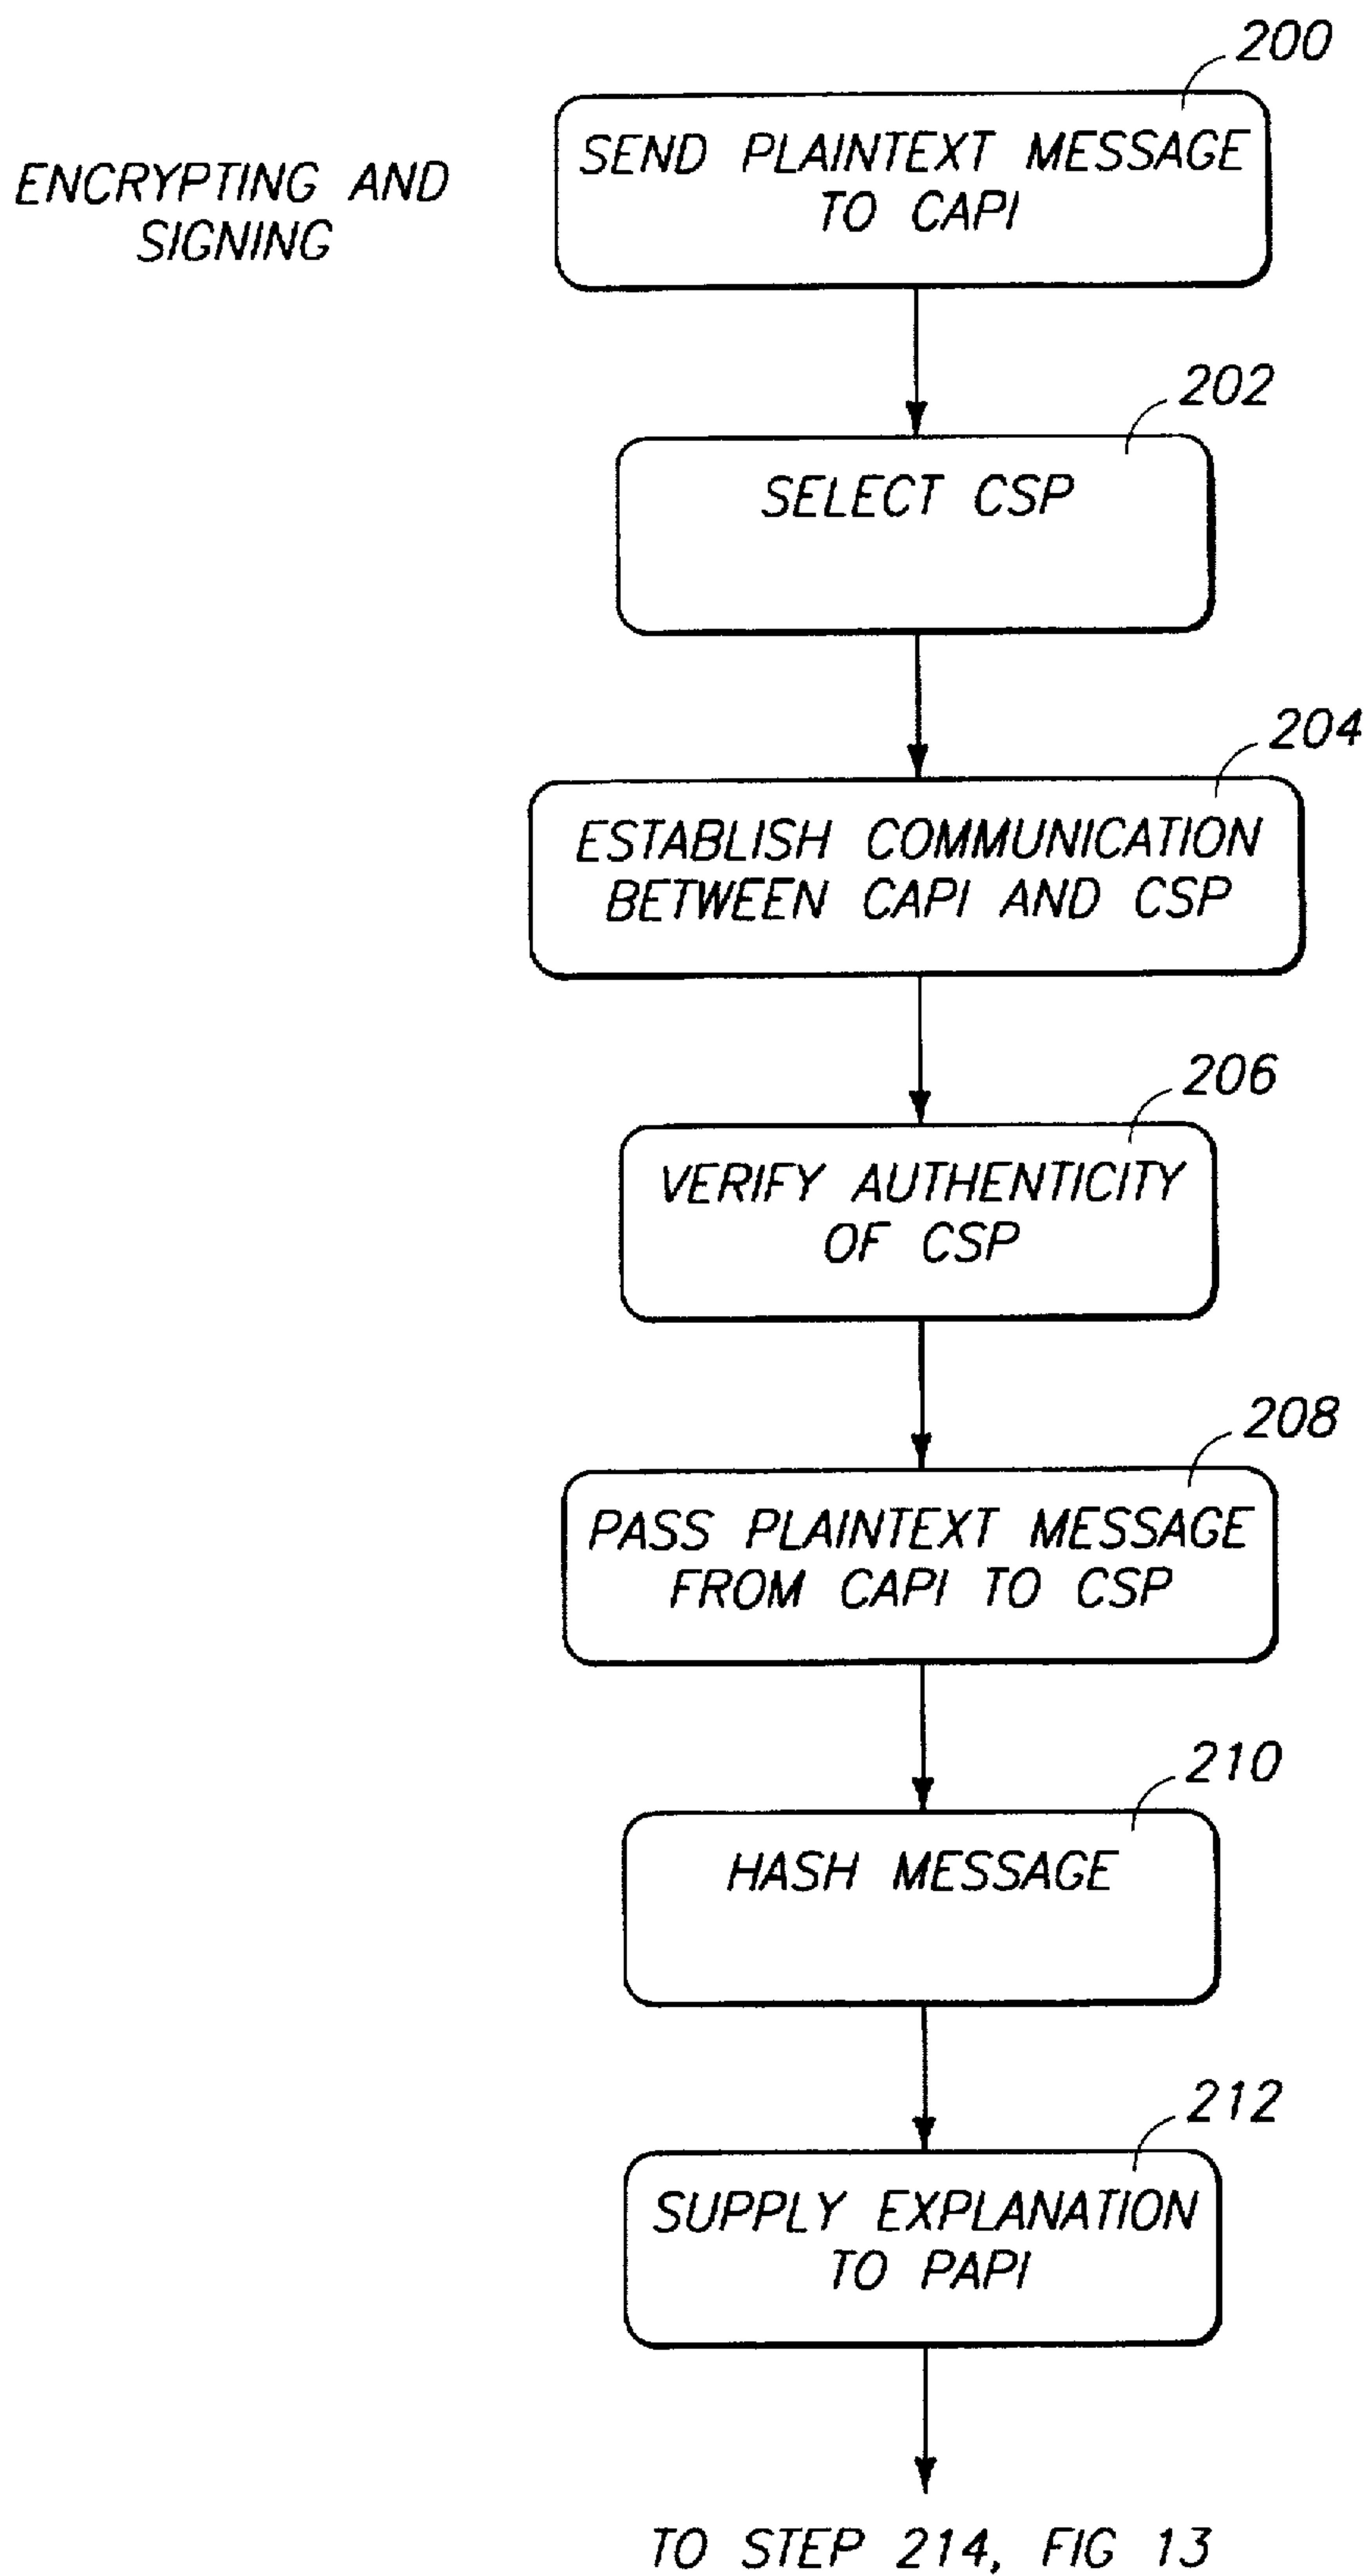 200
ENCRYPTING AND
SIGNING
SEND PLAINTEXT MESSAGE
TO CAPI
202
SELECT CSP
204
ESTABLISH COMMUNICATION
BETWEEN CAPI AND CSP
206
VERIFY AUTHENTICITY
OF CSP
208
PASS PLAINTEXT MESSAGE
FROM CAPI TO CSP
210
HASH MESSAGE
212
SUPPLY EXPLANATION
TO PAPI
TO STEP 214, FIG 13